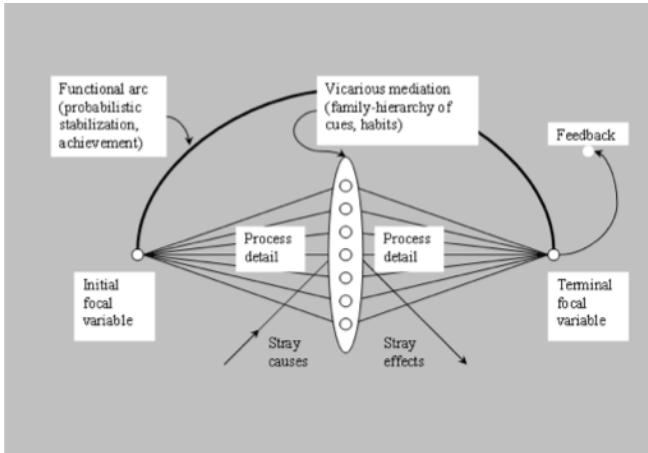 Functional arc
(probabilistic
stabilization,
achievement)
Vicarious mediation
(family-hierarchy of
cues, habits)
Feedback
Process
detail
Process
detail
Initial
focal
variable
Terminal
focal
variable
Stray
causes
Stray
effects